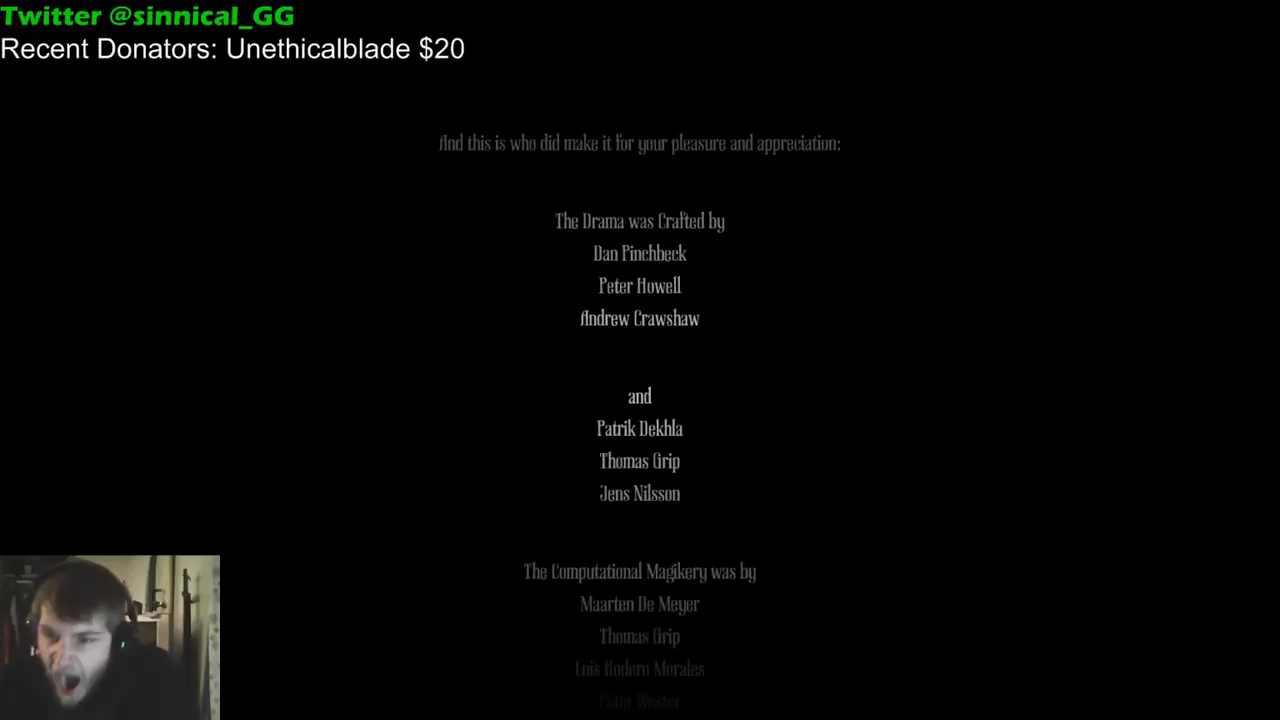 Twitter @sinnical_GG
Recent Donators: Unethicalblade $20
And this is who did make it for your pleasure and appreciation:
The Drama was Crafted by
Dan Pinchbeck
Peter Howell
Andrew Crawshaw
and
Patrik Dekhla
Thomas Grip
Jens Nilsson
The Computational Magikery was by
Maarten De Meyer
Thomas Grip
Luis Rodero Morales
Peter Wester